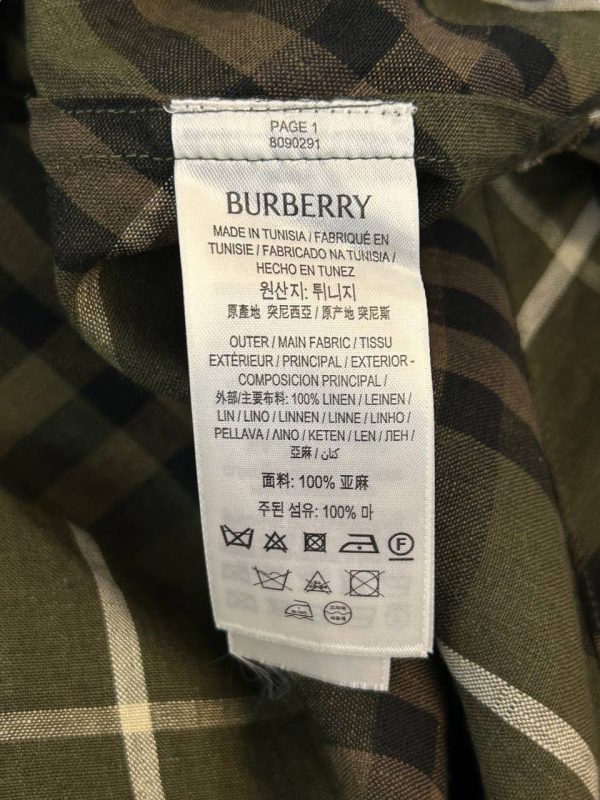 PAGE 1
8090291
BURBERRY
MADE IN TUNISIA / FABRIQUÉ EN
TUNISIE / FABRICADO NA TUNISIA /
HECHO EN TUNEZ
원산지: 튀니지
原產地 突尼西亞 / 原产地 突尼斯
OUTER / MAIN FABRIC / TISSU
EXTÉRIEUR / PRINCIPAL / EXTERIOR -
COMPOSICION PRINCIPAL /
外部/主要布料: 100% LINEN / LEINEN /
LIN / LINO / LINNEN / LINNE / LINHO /
PELLAVA / ΛΙΝΟ / KETEN / LEN / ЛЕН /
亞麻 / كتان /
面料: 100% 亚麻
주된 섬유: 100% 마
F